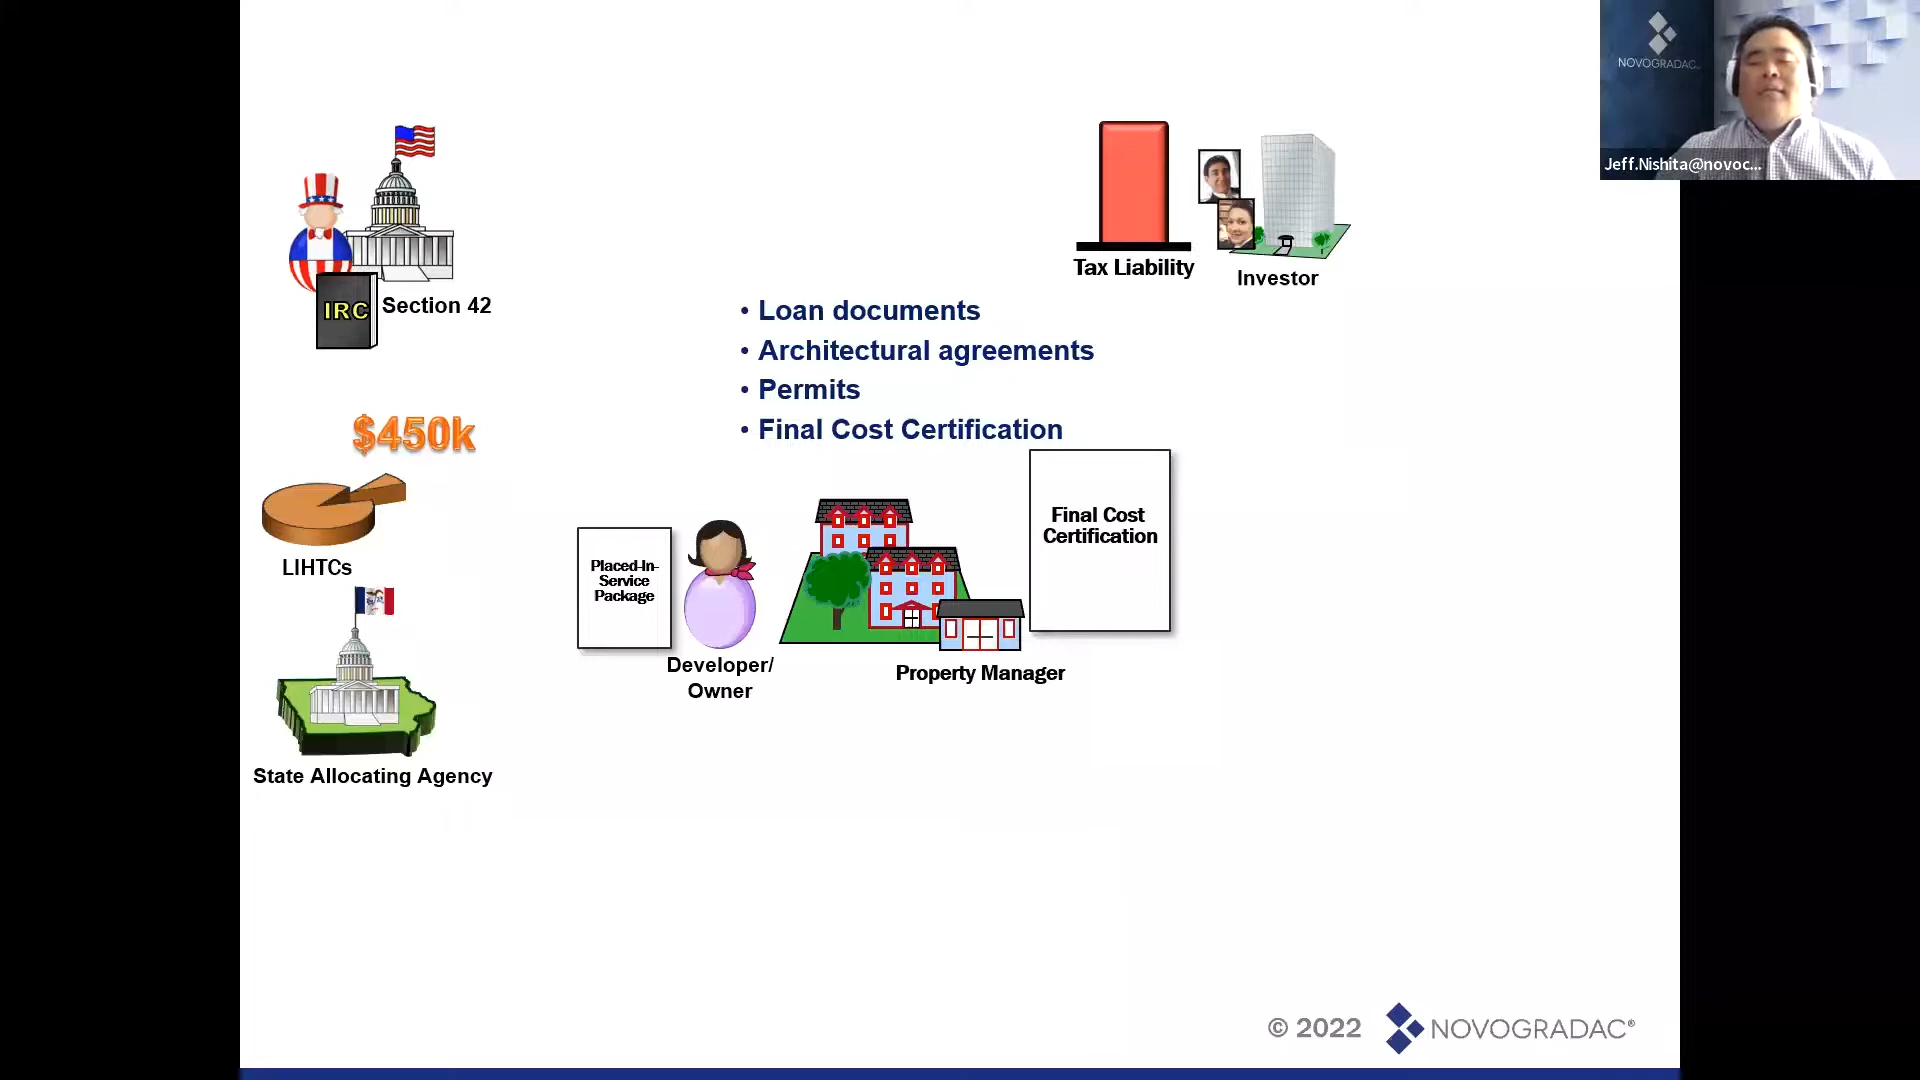 NOVOGRADAC
Jeff.Nishita@novoc...
Tax Liability
Investor
IRC
Section 42
• Loan documents
• Architectural agreements
• Permits
• Final Cost Certification
$450k
LIHTCs
Final Cost
Certification
Placed-In-
Service
Package
Developer/
Owner
Property Manager
State Allocating Agency
© 2022
NOVOGRADAC®